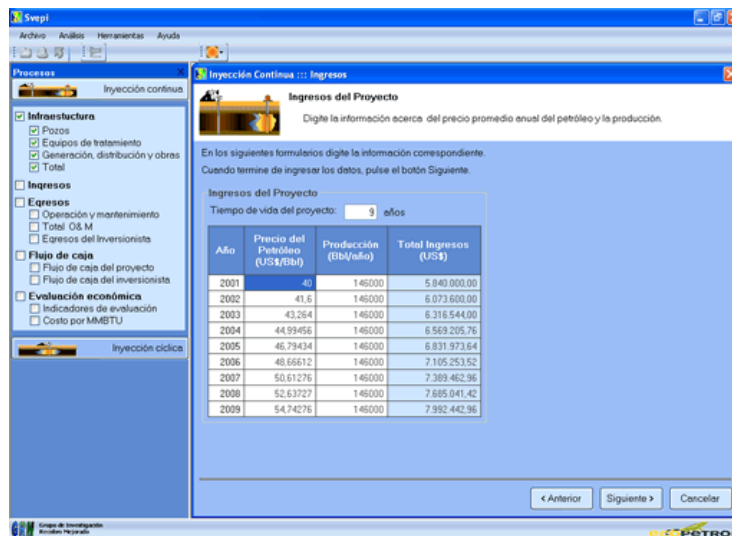 Svepi
Archivo Análisis Herramientas Ayuda
Procesos
Inyección continua
Infraestuctura
Pozos
Equipos de tratamiento
Generación, distribución y obras
Total
Ingresos
Egresos
Operación y mantenimiento
Total O& M
Egresos del Inversionista
Flujo de caja
Flujo de caja del proyecto
Flujo de caja del inversionista
Evaluación económica
Indicadores de evaluación
Costo por MMBTU
Inyección cíclica
Inyección Continua ::: Ingresos
Ingresos del Proyecto
Digite la información acerca del precio promedio anual del petróleo y la producción.
En los siguientes formularios digite la información correspondiente.
Cuando termine de ingresar los datos, pulse el botón Siguiente.
Ingresos del Proyecto
Tiempo de vida del proyecto: 9 años
Año Precio del Petróleo (US$/Bbl) Producción (Bbl/año) Total Ingresos (US$)
2001 40 146000 5.840.000,00
2002 41,6 146000 6.073.600,00
2003 43,264 146000 6.316.544,00
2004 44,99456 146000 6.569.205,76
2005 46,79434 146000 6.831.973,64
2006 48,66612 146000 7.105.253,52
2007 50,61276 146000 7.389.462,96
2008 52,63727 146000 7.685.041,42
2009 54,74276 146000 7.992.442,96
< Anterior Siguiente > Cancelar
GRM Grupo de Investigación
Recobro Mejorado
ECOPETRO